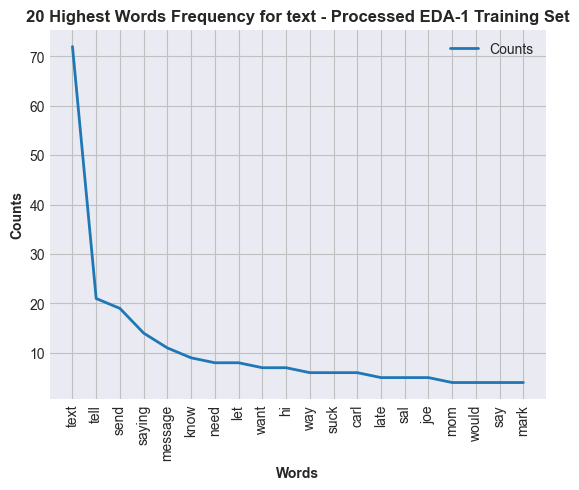 20 Highest Words Frequency for text - Processed EDA-1 Training Set
Counts
70
60
50
40
30
20
10
Counts
text
tell
send
saying
message
know
need
let
want
hi
way
suck
carl
late
sal
joe
mom
would
say
mark
Words